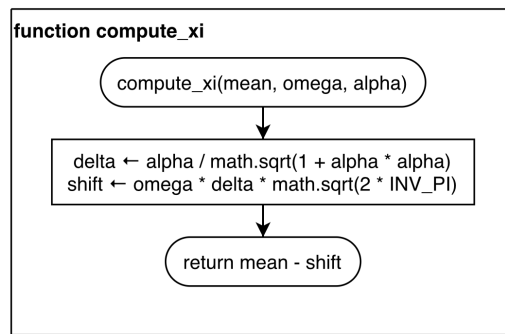 function compute_xi
compute_xi(mean, omega, alpha)
delta ← alpha / math.sqrt(1 + alpha * alpha)
shift ← omega * delta * math.sqrt(2 * INV_PI)
return mean - shift